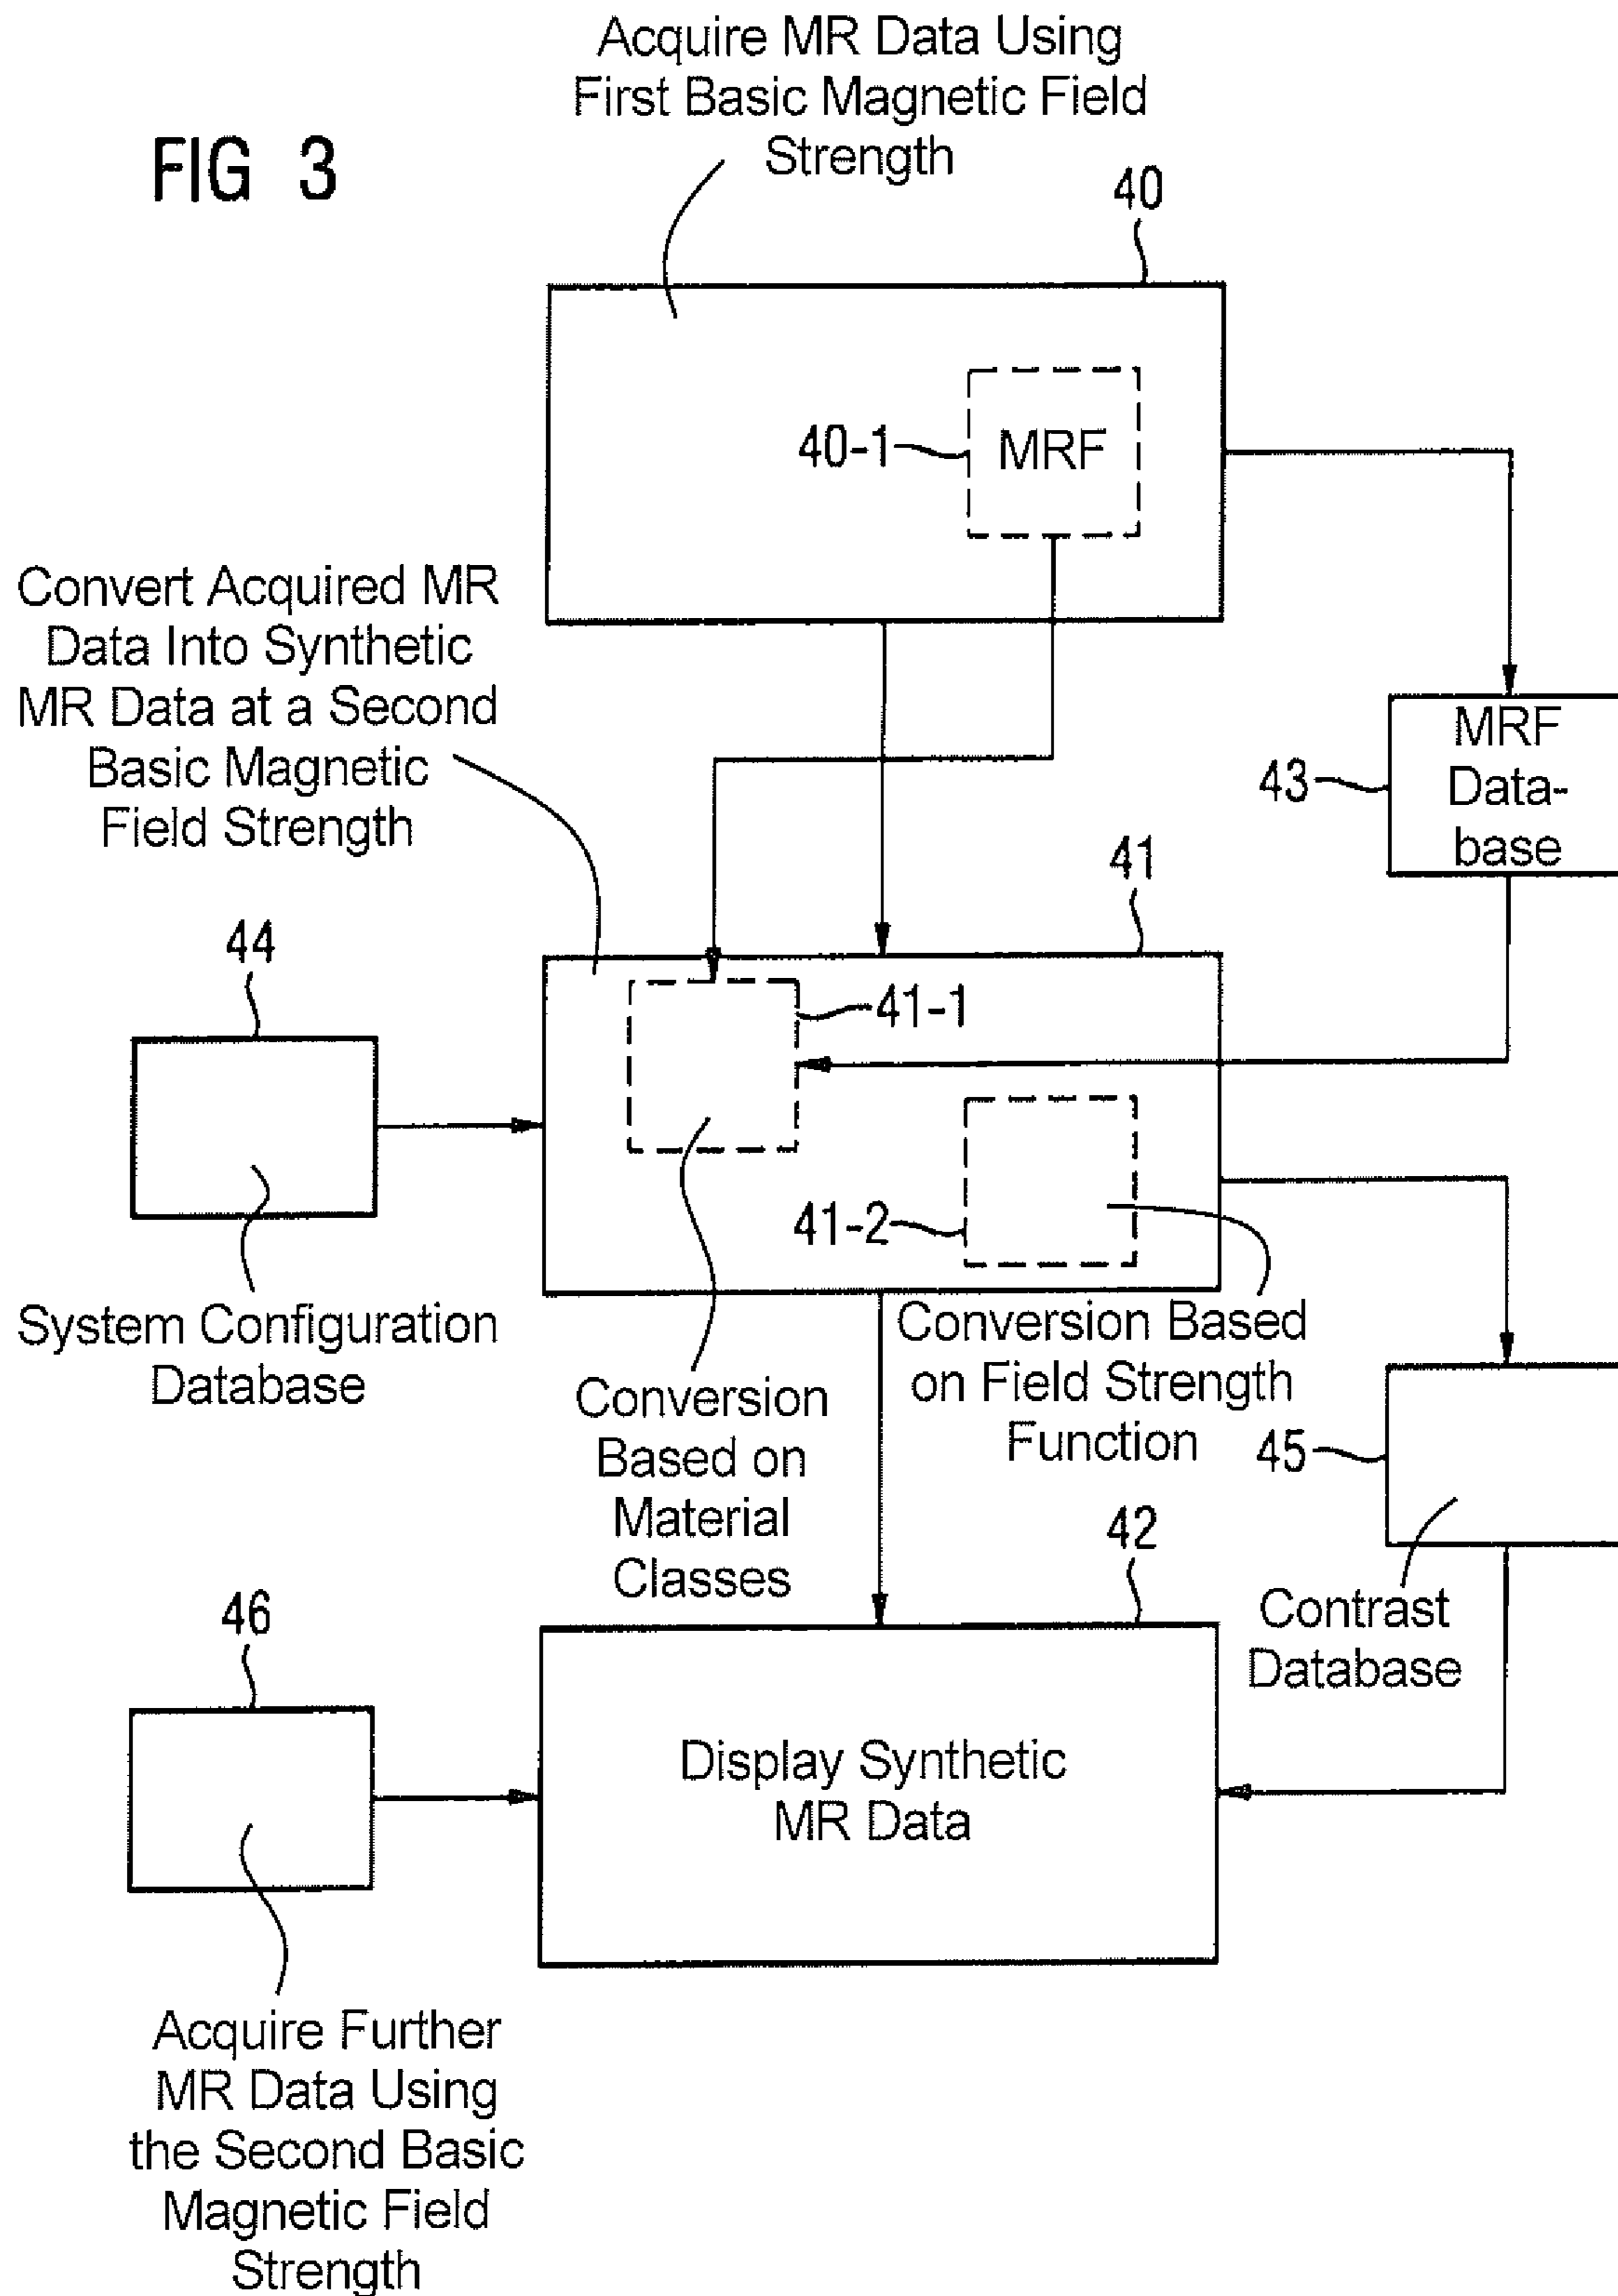 Acquire MR Data Using
First Basic Magnetic Field
Strength
FIG 3
40
40-1
MRF
Convert Acquired MR
Data Into Synthetic
MR Data at a Second
Basic Magnetic
Field Strength
MRF
Data-
base
43
41
44
41-1
41-2
System Configuration
Database
Conversion
Based on
Material
Classes
Conversion Based
on Field Strength
Function
45
42
Contrast
Database
46
Display Synthetic
MR Data
Acquire Further
MR Data Using
the Second Basic
Magnetic Field
Strength